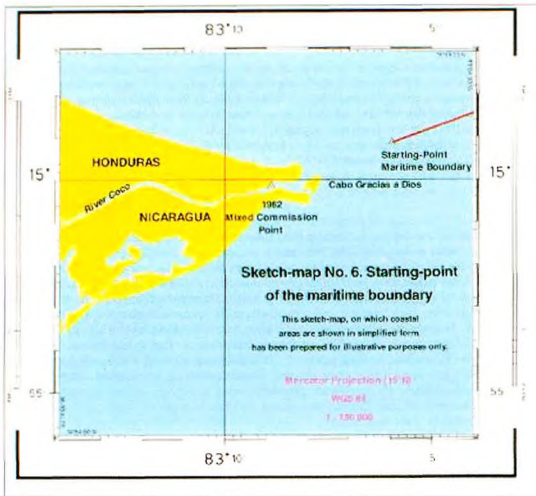 83° 10
5
HONDURAS
Starting-Point
Maritime Boundary
15°
15°
River Coco
Cabo Gracias a Dios
NICARAGUA
1962
Mixed Commission
Point
Sketch-map No. 6. Starting-point
of the maritime boundary
This sketch-map, on which coastal
areas are shown in simplified form,
has been prepared for illustrative purposes only.
Mercator Projection (15°N)
WGS 84
55
55
83° 10
5